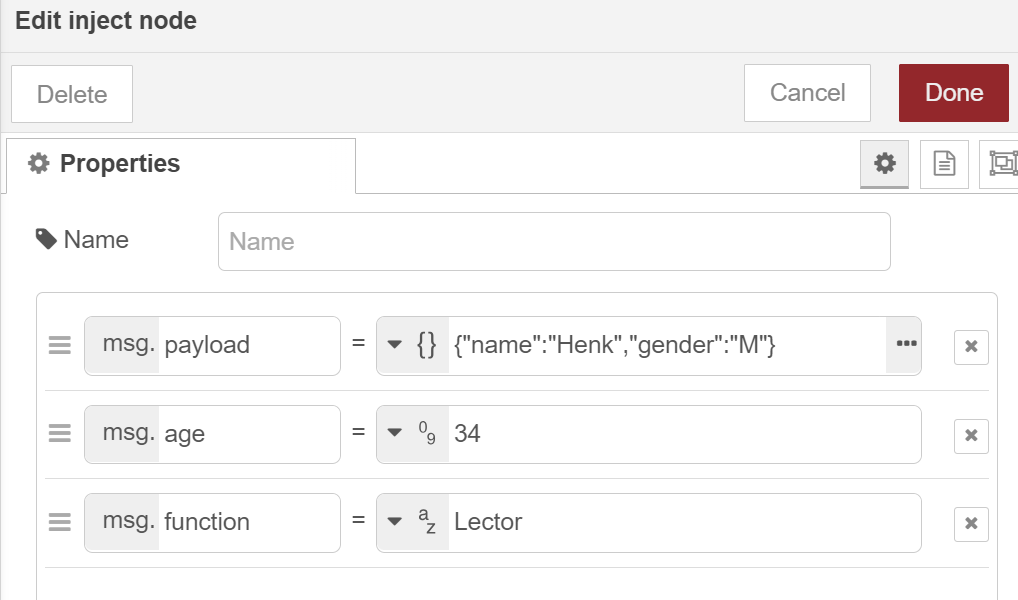 Edit inject node
Delete Cancel Done
Properties
Name Name
msg. payload = {} {"name":"Henk","gender":"M"} •••
msg. age = 09 34
msg. function = az Lector